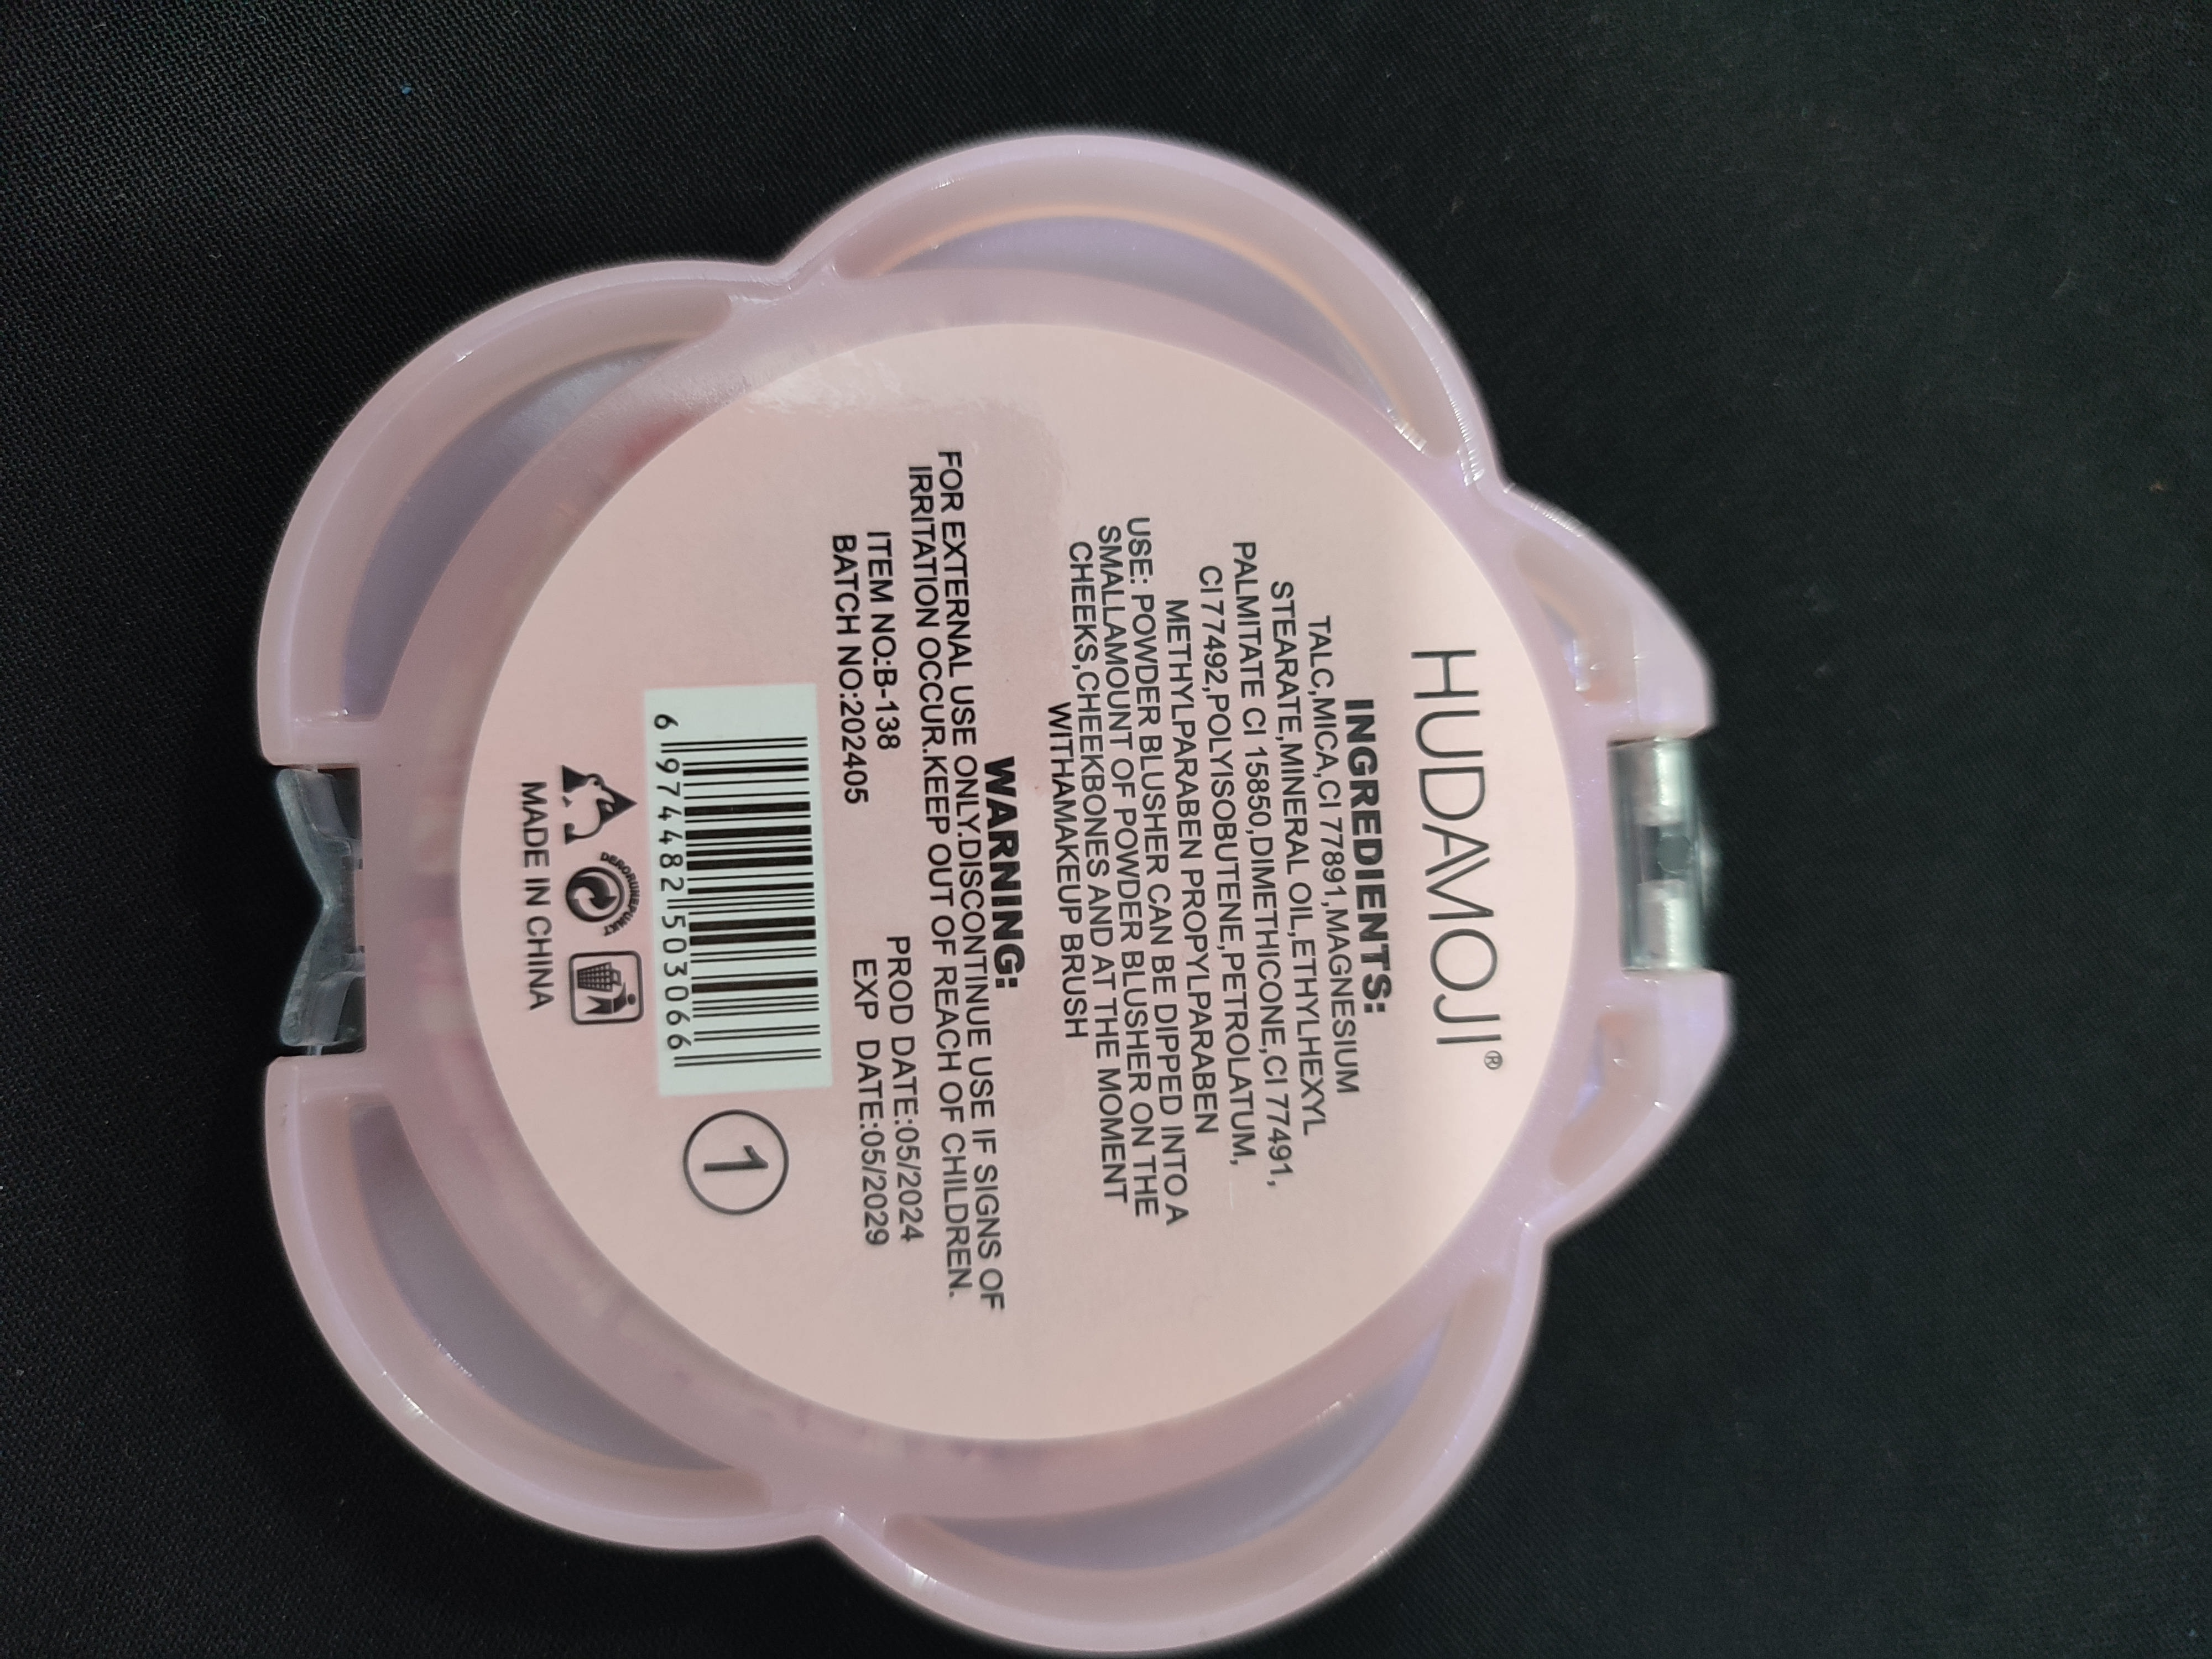 HUDAMOJI®
INGREDIENTS:
TALC,MICA,CI 77891,MAGNESIUM
STEARATE,MINERAL OIL,ETHYLHEXYL
PALMITATE CI 15850,DIMETHICONE,CI 77491,
CI 77492,POLYISOBUTENE,PETROLATUM,
METHYLPARABEN PROPYLPARABEN
USE: POWDER BLUSHER CAN BE DIPPED INTO A
SMALLAMOUNT OF POWDER BLUSHER ON THE
CHEEKS,CHEEKBONES AND AT THE MOMENT
WITHAMAKEUP BRUSH
WARNING:
FOR EXTERNAL USE ONLY.DISCONTINUE USE IF SIGNS OF
IRRITATION OCCUR.KEEP OUT OF REACH OF CHILDREN.
ITEM NO:B-138 PROD DATE:05/2024
BATCH NO:202405 EXP DATE:05/2029
6 974482 503066
1
MADE IN CHINA